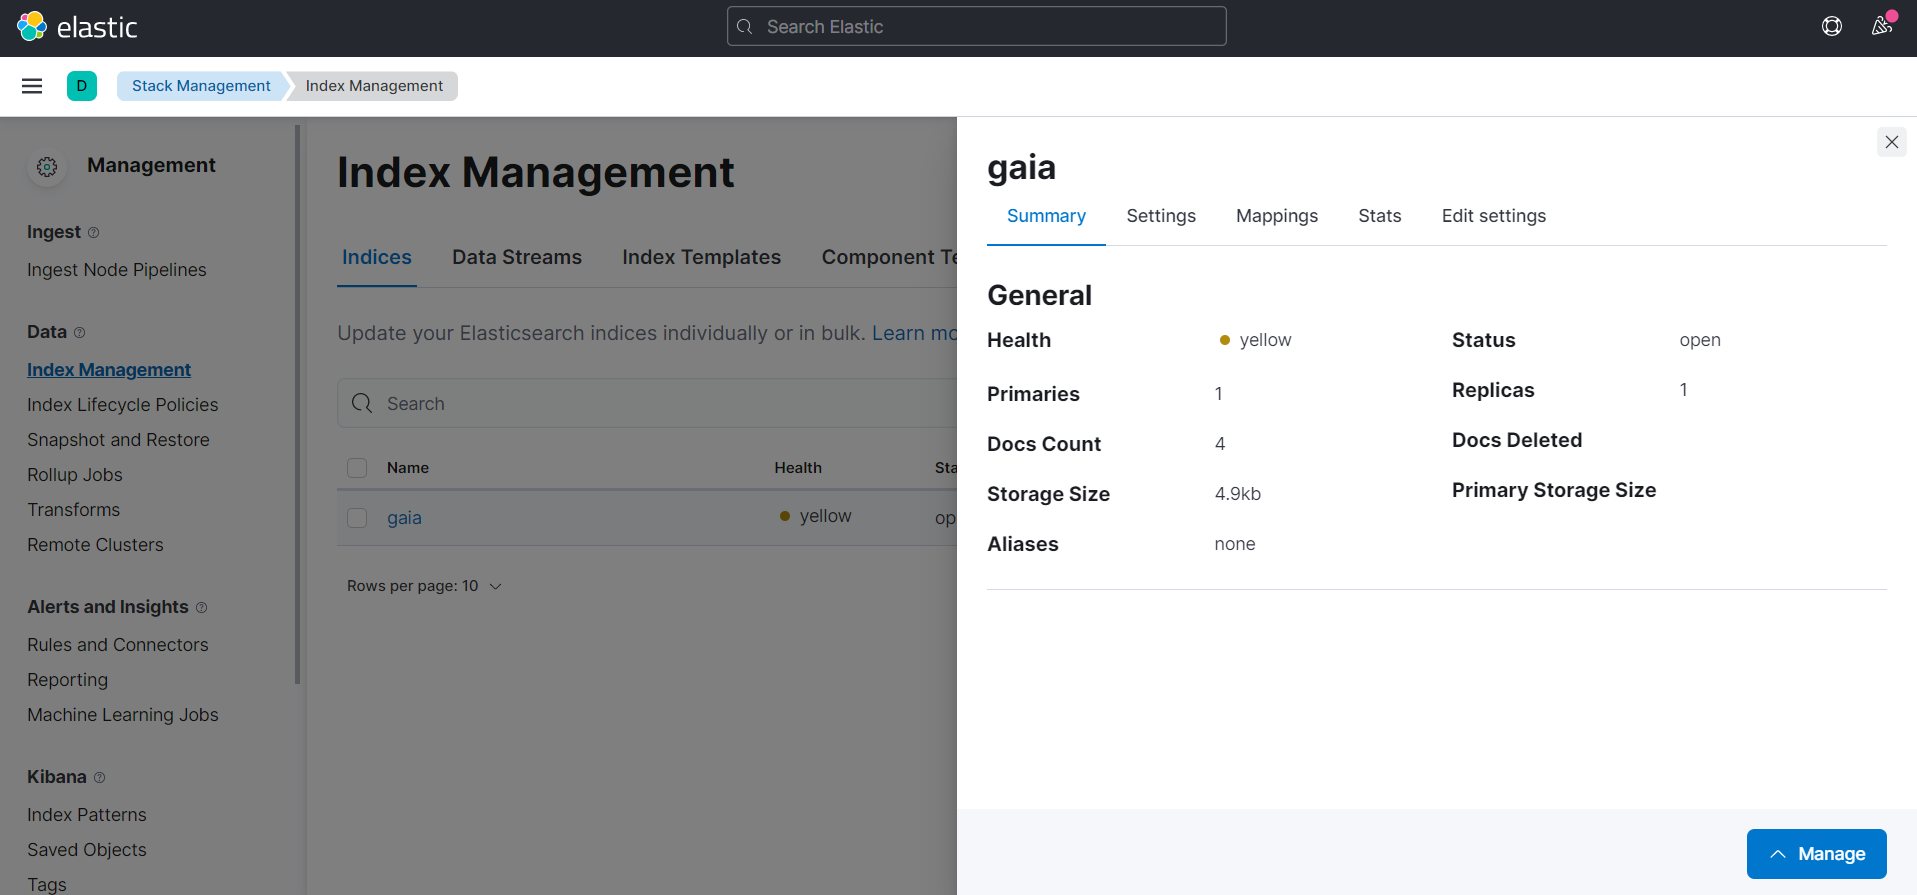 elastic
Search Elastic
D
Stack Management
Index Management
Management
Ingest
Ingest Node Pipelines
Data
Index Management
Index Lifecycle Policies
Snapshot and Restore
Rollup Jobs
Transforms
Remote Clusters
Alerts and Insights
Rules and Connectors
Reporting
Machine Learning Jobs
Kibana
Index Patterns
Saved Objects
Tags
Index Management
Indices Data Streams Index Templates Component Te
Update your Elasticsearch indices individually or in bulk. Learn mo
Search
Name Health Sta
gaia yellow op
Rows per page: 10
gaia
Summary Settings Mappings Stats Edit settings
General
Health yellow Status open
Primaries 1 Replicas 1
Docs Count 4 Docs Deleted
Storage Size 4.9kb Primary Storage Size
Aliases none
Manage